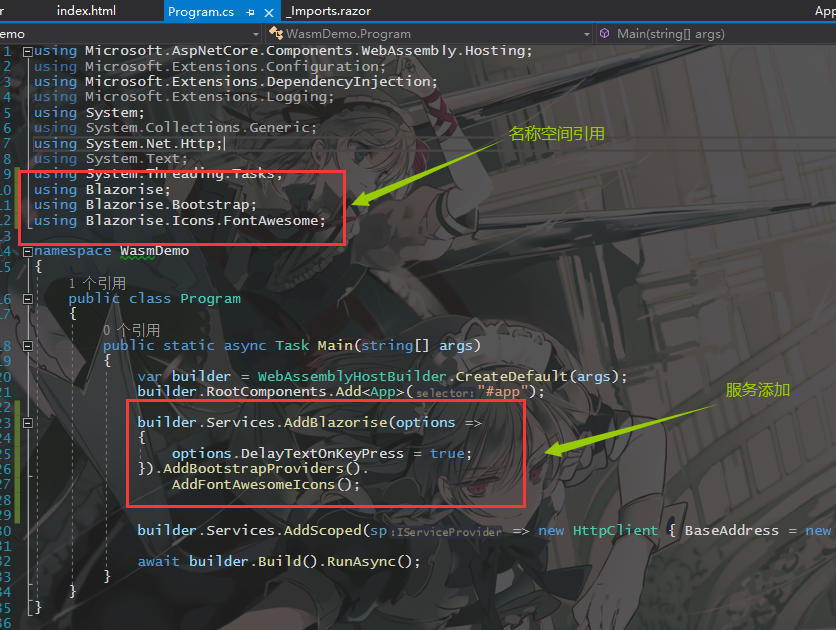 r index.html Program.cs _Imports.razor App
emo WasmDemo.Program Main(string[] args)
1 using Microsoft.AspNetCore.Components.WebAssembly.Hosting;
2 using Microsoft.Extensions.Configuration;
3 using Microsoft.Extensions.DependencyInjection;
4 using Microsoft.Extensions.Logging;
5 using System;
6 using System.Collections.Generic;
7 using System.Net.Http;
名称空间引用
8 using System.Text;
9 using System.Threading.Tasks;
10 using Blazorise;
11 using Blazorise.Bootstrap;
12 using Blazorise.Icons.FontAwesome;
13
14 namespace WasmDemo
15 {
1 个引用
16 public class Program
17 {
0 个引用
18 public static async Task Main(string[] args)
19 {
20 var builder = WebAssemblyHostBuilder.CreateDefault(args);
21 builder.RootComponents.Add<App>(selector:"#app");
服务添加
22
23 builder.Services.AddBlazorise(options =>
24 {
25 options.DelayTextOnKeyPress = true;
26 }).AddBootstrapProviders().
27 AddFontAwesomeIcons();
28
29
30 builder.Services.AddScoped(sp:IServiceProvider => new HttpClient { BaseAddress = new
31
32 await builder.Build().RunAsync();
33 }
34 }
35 }
36